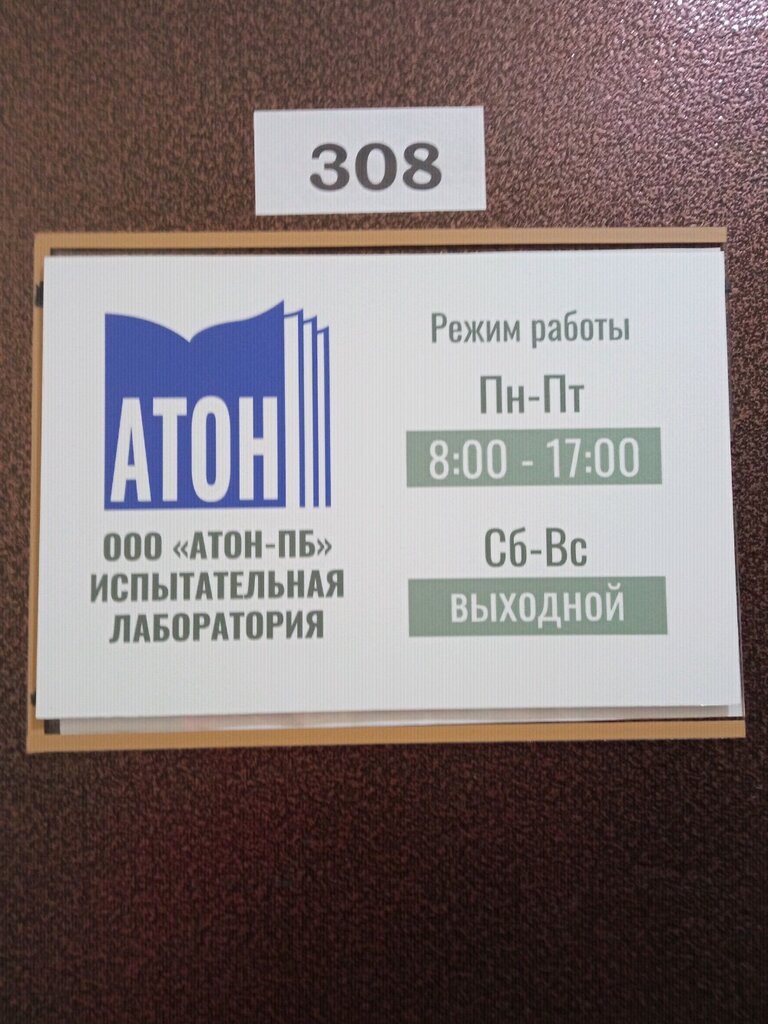 308
АТОН
ООО «АТОН-ПБ»
ИСПЫТАТЕЛЬНАЯ
ЛАБОРАТОРИЯ
Режим работы
Пн-Пт
8:00 - 17:00
Сб-Вс
ВЫХОДНОЙ